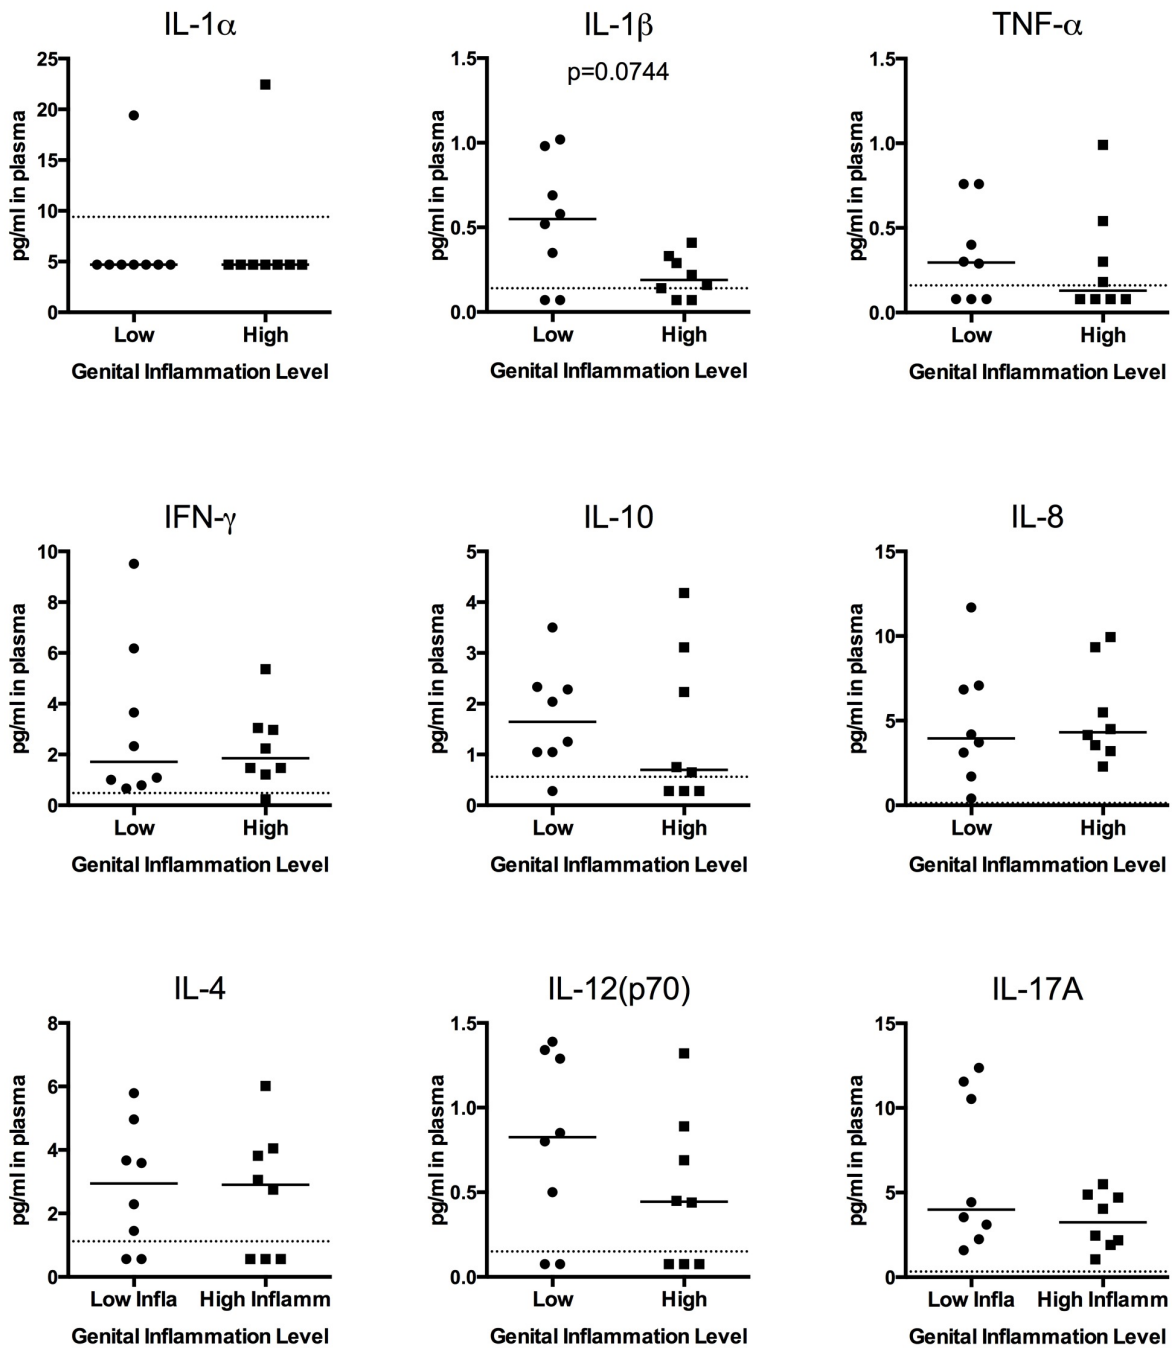 IL-1α
25
20
15
10
5
0
pg/ml in plasma
Low High
Genital Inflammation Level
IL-1β
p=0.0744
1.5
1.0
0.5
0.0
pg/ml in plasma
Low High
Genital Inflammation Level
TNF-α
1.5
1.0
0.5
0.0
pg/ml in plasma
Low High
Genital Inflammation Level
IFN-γ
10
8
6
4
2
0
pg/ml in plasma
Low High
Genital Inflammation Level
IL-10
5
4
3
2
1
0
pg/ml in plasma
Low High
Genital Inflammation Level
IL-8
15
10
5
0
pg/ml in plasma
Low High
Genital Inflammation Level
IL-4
8
6
4
2
0
pg/ml in plasma
Low Infla High Inflamm
Genital Inflammation Level
IL-12(p70)
1.5
1.0
0.5
0.0
pg/ml in plasma
Low High
Genital Inflammation Level
IL-17A
15
10
5
0
pg/ml in plasma
Low Infla High Inflamm
Genital Inflammation Level